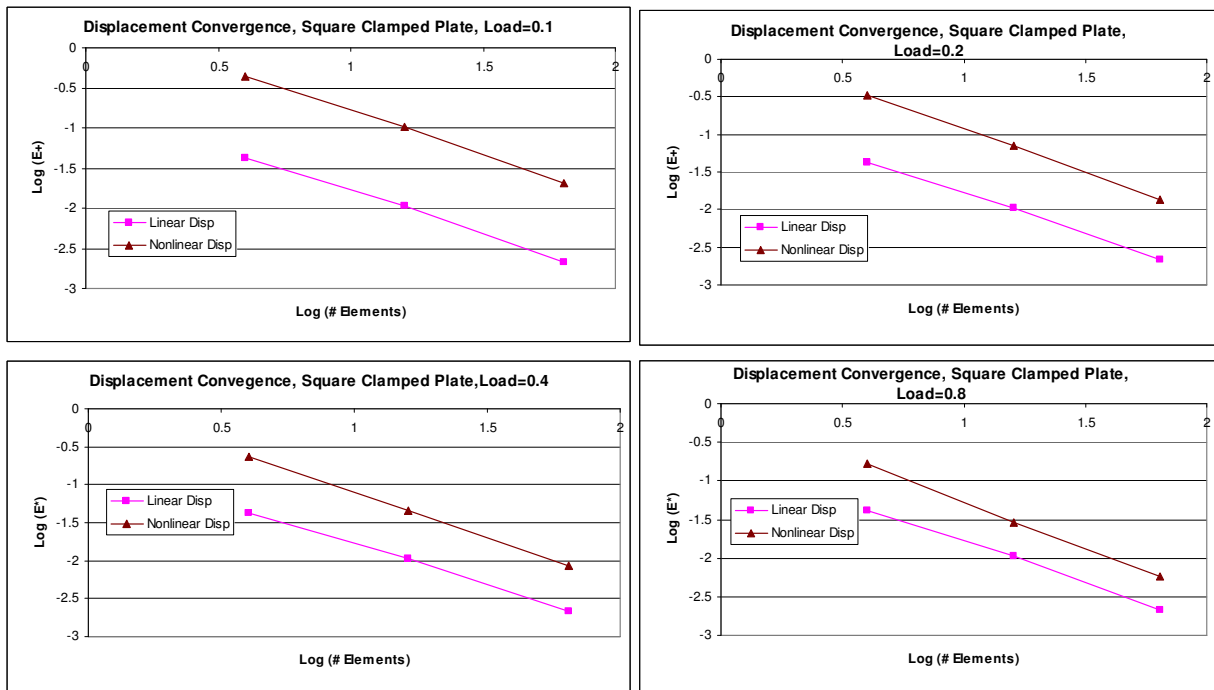 Displacement Convergence, Square Clamped Plate, Load=0.1
0
0
0.5
1
1.5
2
-0.5
-1
-1.5
-2
-2.5
-3
Log (E+)
Linear Disp
Nonlinear Disp
Log (# Elements)
Displacement Convergence, Square Clamped Plate,
Load=0.2
0
0
0.5
1
1.5
2
-0.5
-1
-1.5
-2
-2.5
-3
Log (E+)
Linear Disp
Nonlinear Disp
Log (# Elements)
Displacement Convegence, Square Clamped Plate,Load=0.4
0
0
0.5
1
1.5
2
-0.5
-1
-1.5
-2
-2.5
-3
Log (E*)
Linear Disp
Nonlinear Disp
Log (# Elements)
Displacement Convergence, Square Clamped Plate,
Load=0.8
0
0
0.5
1
1.5
2
-0.5
-1
-1.5
-2
-2.5
-3
Log (E*)
Linear Disp
Nonlinear Disp
Log (# Elements)